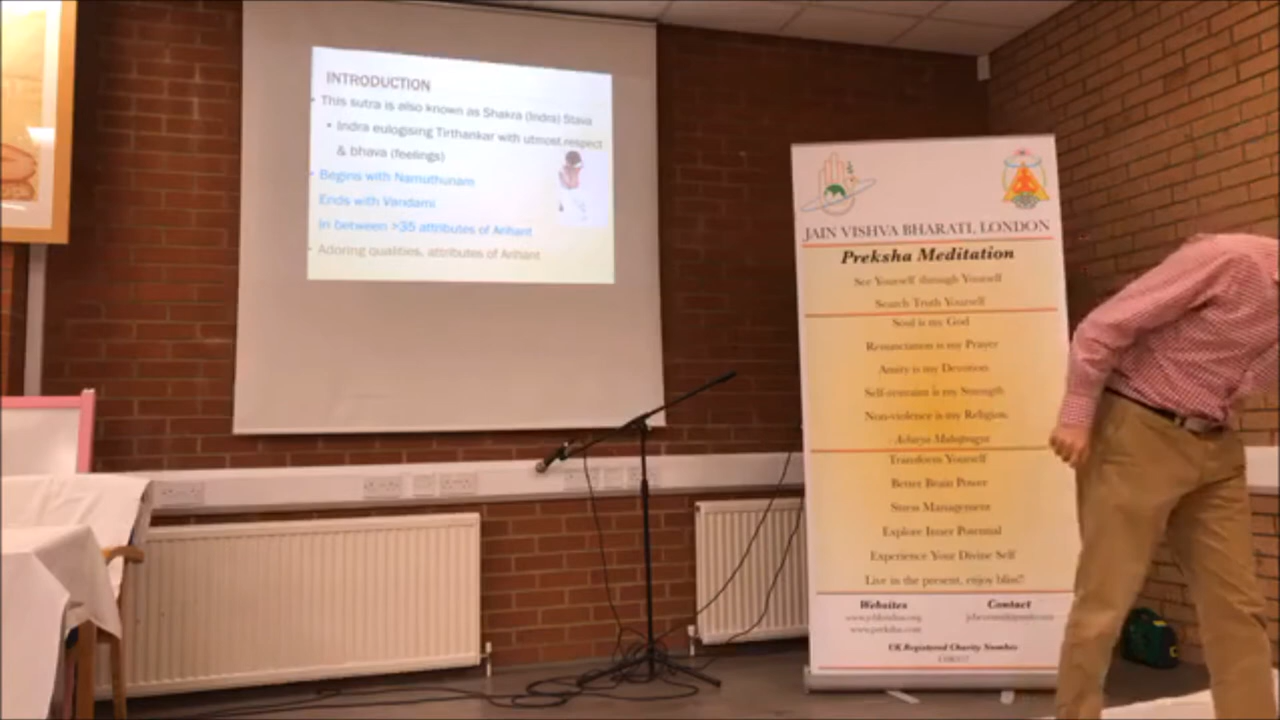 INTRODUCTION
• This sutra is also known as Shakra (Indra) Stava
• Indra eulogising Tirthankar with utmost respect
& bhava (feelings)
• Begins with Namuthunam
Ends with Vandami
In between >35 attributes of Arihant
• Adoring qualities, attributes of Arihant
JAIN VISHVA BHARATI, LONDON
Preksha Meditation
See Yourself through Yourself
Search Truth Yourself
Soul is my God
Renunciation is my Prayer
Amity is my Devotion
Self-restraint is my Strength
Non-violence is my Religion
- Acharya Mahapragya
Transform Yourself
Better Brain Power
Stress Management
Explore Inner Potential
Experience Your Divine Self
Live in the present, enjoy bliss!!
Websites
Contact
www.preksha.com
UK Registered Charity Number